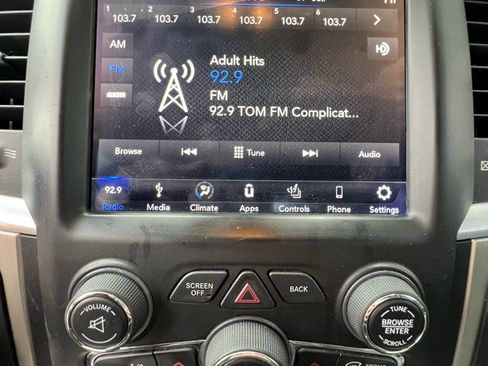 1 2 3 4 5 6
103.7 103.7 103.7 103.7 103.7 103.7
AM
Adult Hits
FM
92.9
FM
92.9 TOM FM Complicat...
Browse Tune Audio
92.9
Radio Media Climate Apps Controls Phone Settings
SCREEN OFF
BACK
VOLUME
TUNE
BROWSE
ENTER
SCROLL
A/C